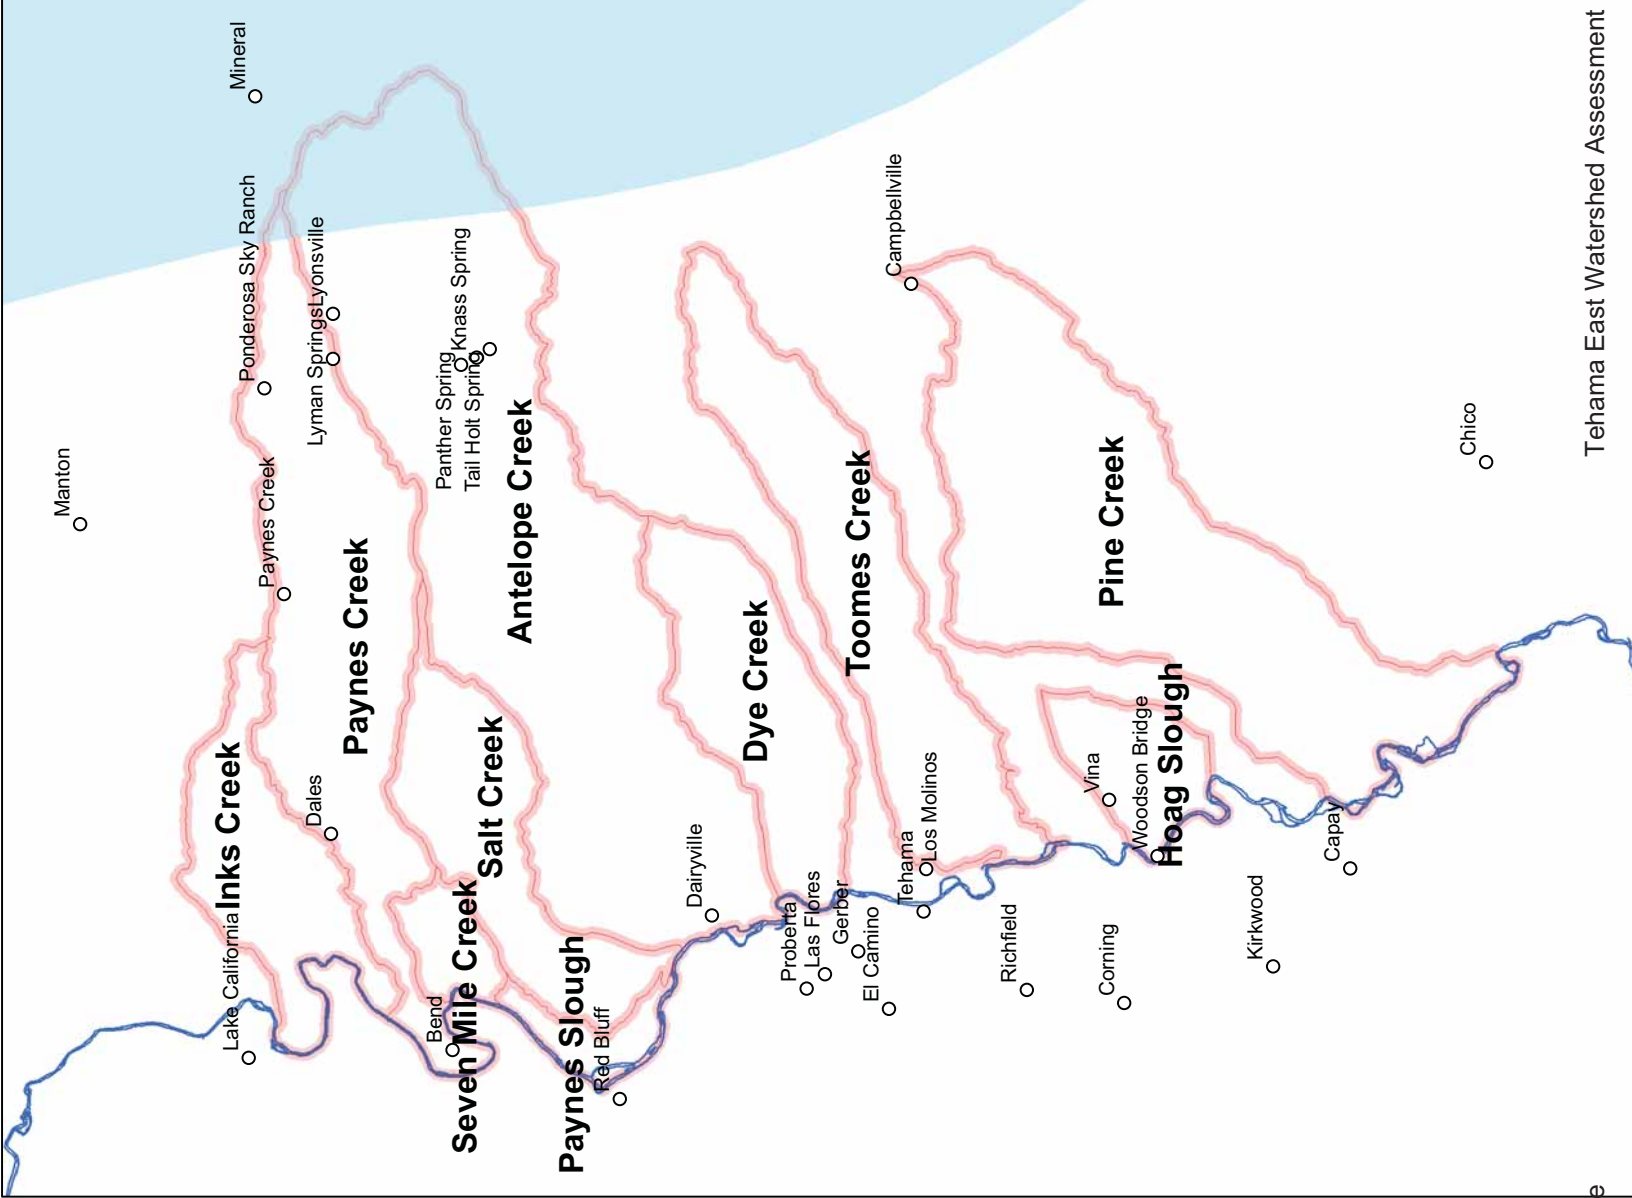 Mineral
Ponderosa Sky Ranch
Lyonsville
Lyman Springs
Knass Spring
Panther Spring
Tail Holt Spring
Campbellville
Manton
Paynes Creek
Paynes Creek
Antelope Creek
Toomes Creek
Pine Creek
Chico
Dye Creek
Inks Creek
Salt Creek
Dales
Dairyville
Los Molinos
Tehama
Vina
Woodson Bridge
Hoag Slough
Capay
Lake California
Bend
Seven Mile Creek
Paynes Slough
Red Bluff
Proberta
Las Flores
Gerber
El Camino
Richfield
Corning
Kirkwood
Tehama East Watershed Assessment
e